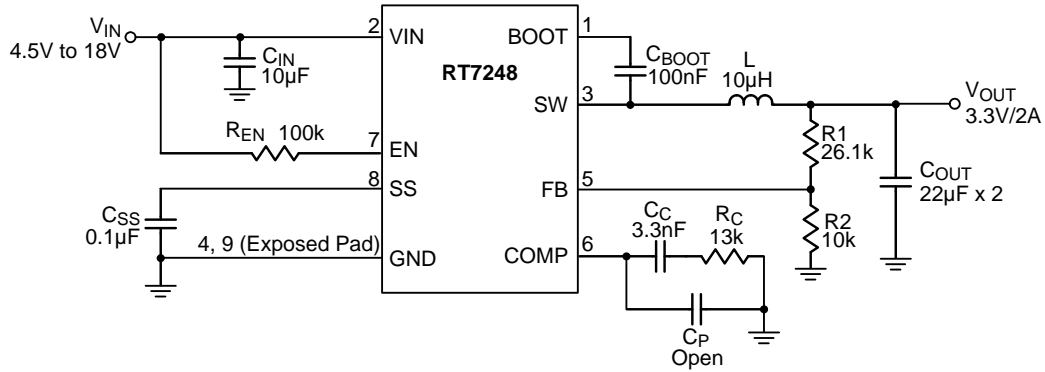 VIN
4.5V to 18V
CIN
10µF
REN 100k
CSS
0.1µF
4, 9 (Exposed Pad)
2
7
8
VIN
EN
SS
GND
RT7248
BOOT
SW
FB
COMP
1
3
5
6
CBOOT
100nF
L
10µH
R1
26.1k
R2
10k
CC
3.3nF
RC
13k
CP
Open
COUT
22µF x 2
VOUT
3.3V/2A